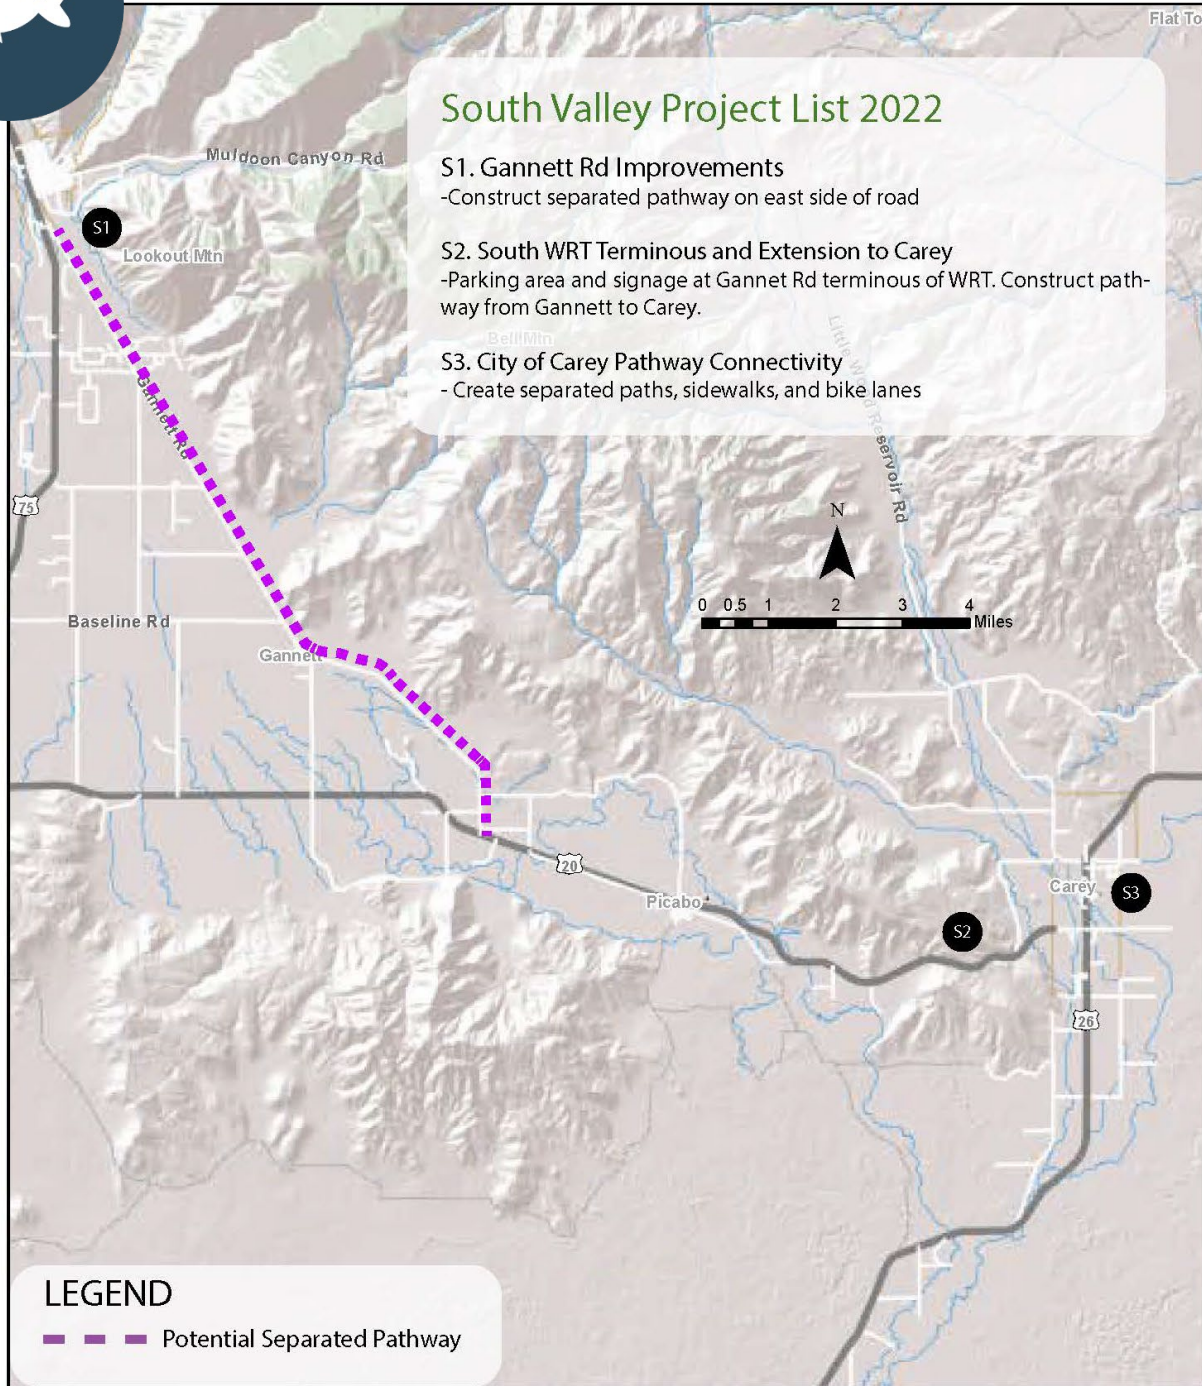 Flat To
South Valley Project List 2022
S1. Gannett Rd Improvements
-Construct separated pathway on east side of road
S2. South WRT Terminous and Extension to Carey
-Parking area and signage at Gannet Rd terminous of WRT. Construct path-
way from Gannett to Carey.
S3. City of Carey Pathway Connectivity
- Create separated paths, sidewalks, and bike lanes
Muldoon Canyon Rd
S1
Lookout Mtn
Bell Mtn
Little Wood Reservoir Rd
Gannett Rd
75
N
0 0.5 1 2 3 4
Miles
Baseline Rd
Gannett
20
Picabo
Carey
S3
S2
26
LEGEND
Potential Separated Pathway